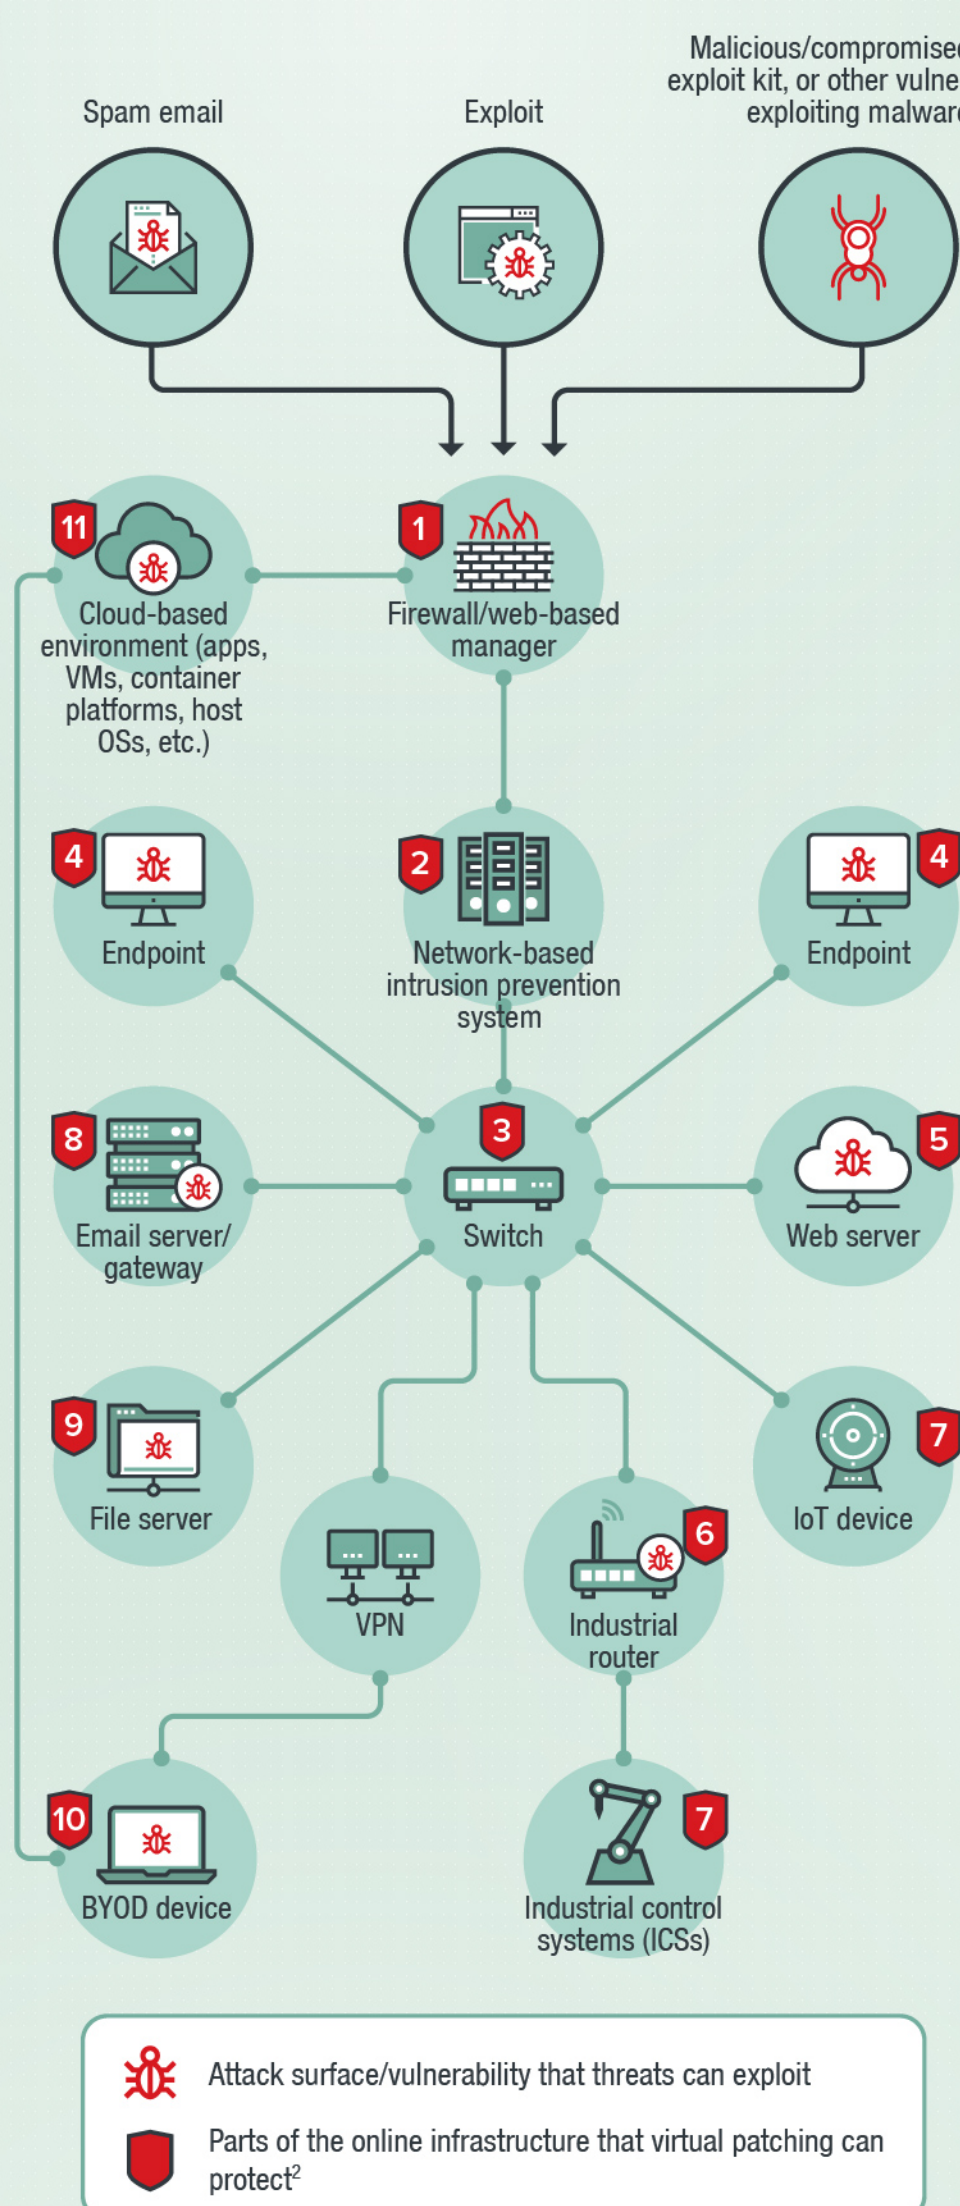 Malicious/compromised
exploit kit, or other
exploiting malware
Spam email
Exploit
11
1
Cloud-based
environment (apps,
VMs, container
platforms, host
OSs, etc.)
Firewall/web-based
manager
4
Endpoint
2
Network-based
intrusion prevention
system
4
Endpoint
8
Email server/
gateway
3
Switch
5
Web server
9
File server
VPN
6
Industrial
router
7
IoT device
10
BYOD device
7
Industrial control
systems (ICSs)
Attack surface/vulnerability that threats can exploit
Parts of the online infrastructure that virtual patching can
protect2